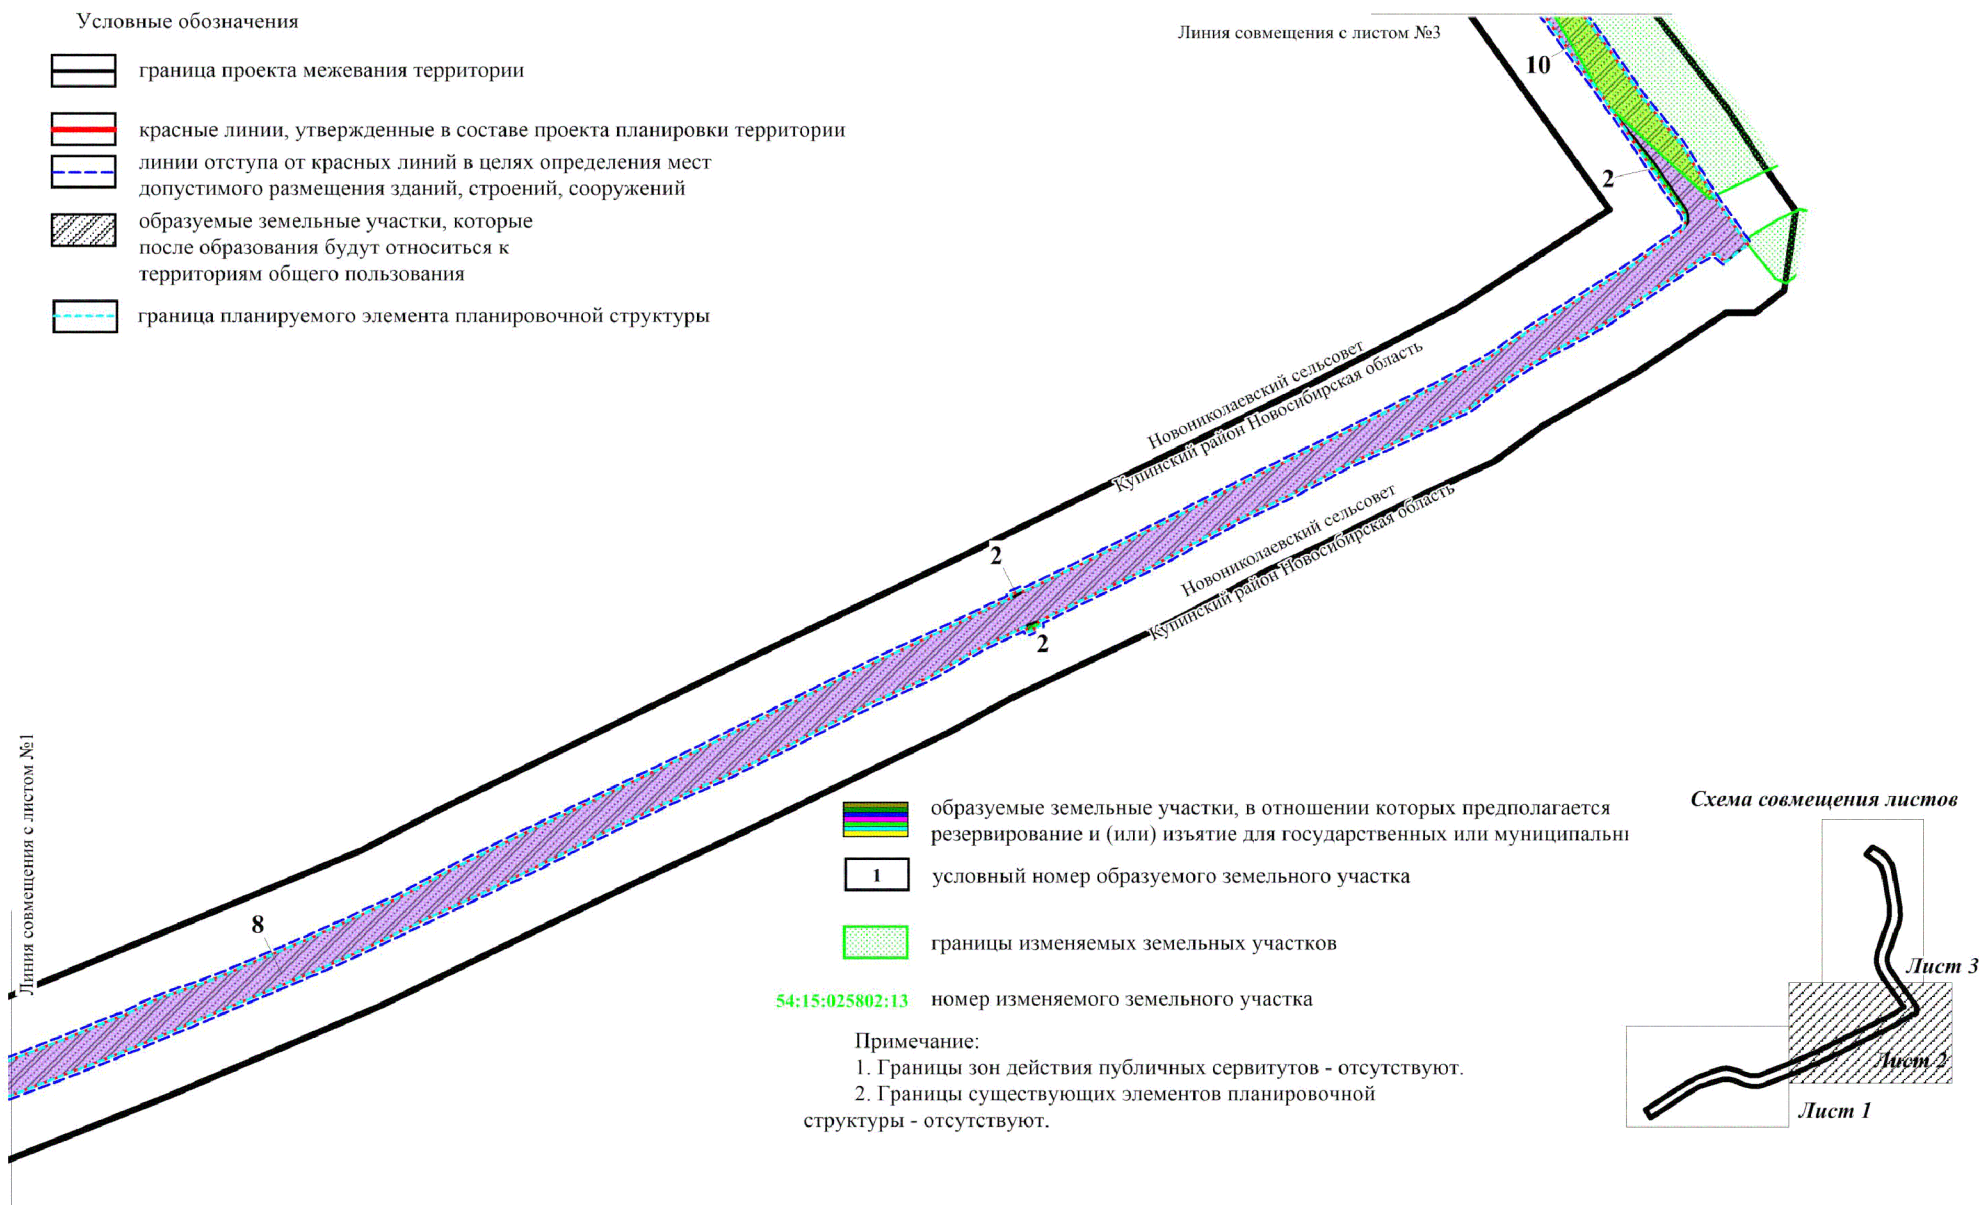 Условные обозначения
граница проекта межевания территории
красные линии, утвержденные в составе проекта планировки территории
линии отступа от красных линий в целях определения мест
допустимого размещения зданий, строений, сооружений
образуемые земельные участки, которые
после образования будут относиться к
территориям общего пользования
граница планируемого элемента планировочной структуры
Линия совмещения с листом №3
10
2
Новониколаевский сельсовет
Купинский район Новосибирская область
Новониколаевский сельсовет
Купинский район Новосибирская область
2
2
8
Линия совмещения с листом №1
образуемые земельные участки, в отношении которых предполагается
резервирование и (или) изъятие для государственных или муниципальн
1
условный номер образуемого земельного участка
границы изменяемых земельных участков
54:15:025802:13 номер изменяемого земельного участка
Примечание:
1. Границы зон действия публичных сервитутов - отсутствуют.
2. Границы существующих элементов планировочной
структуры - отсутствуют.
Схема совмещения листов
Лист 3
Лист 2
Лист 1